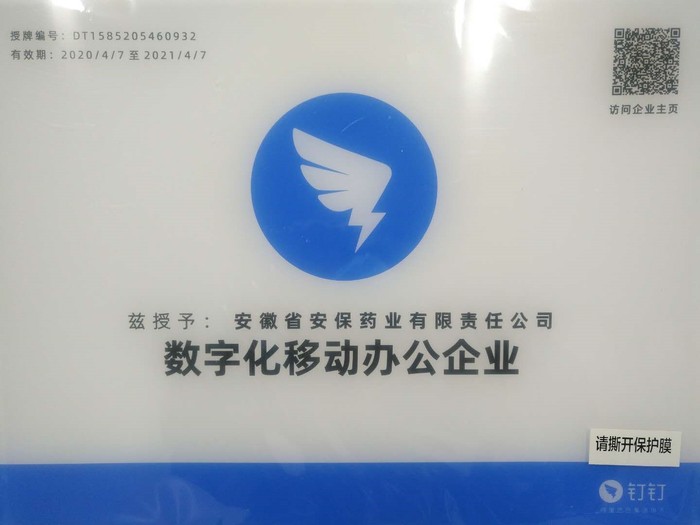 授牌编号：DT1585205460932
有效期：2020/4/7 至 2021/4/7
访问企业主页
兹授予：安徽省安保药业有限责任公司
数字化移动办公企业
请撕开保护膜
钉钉